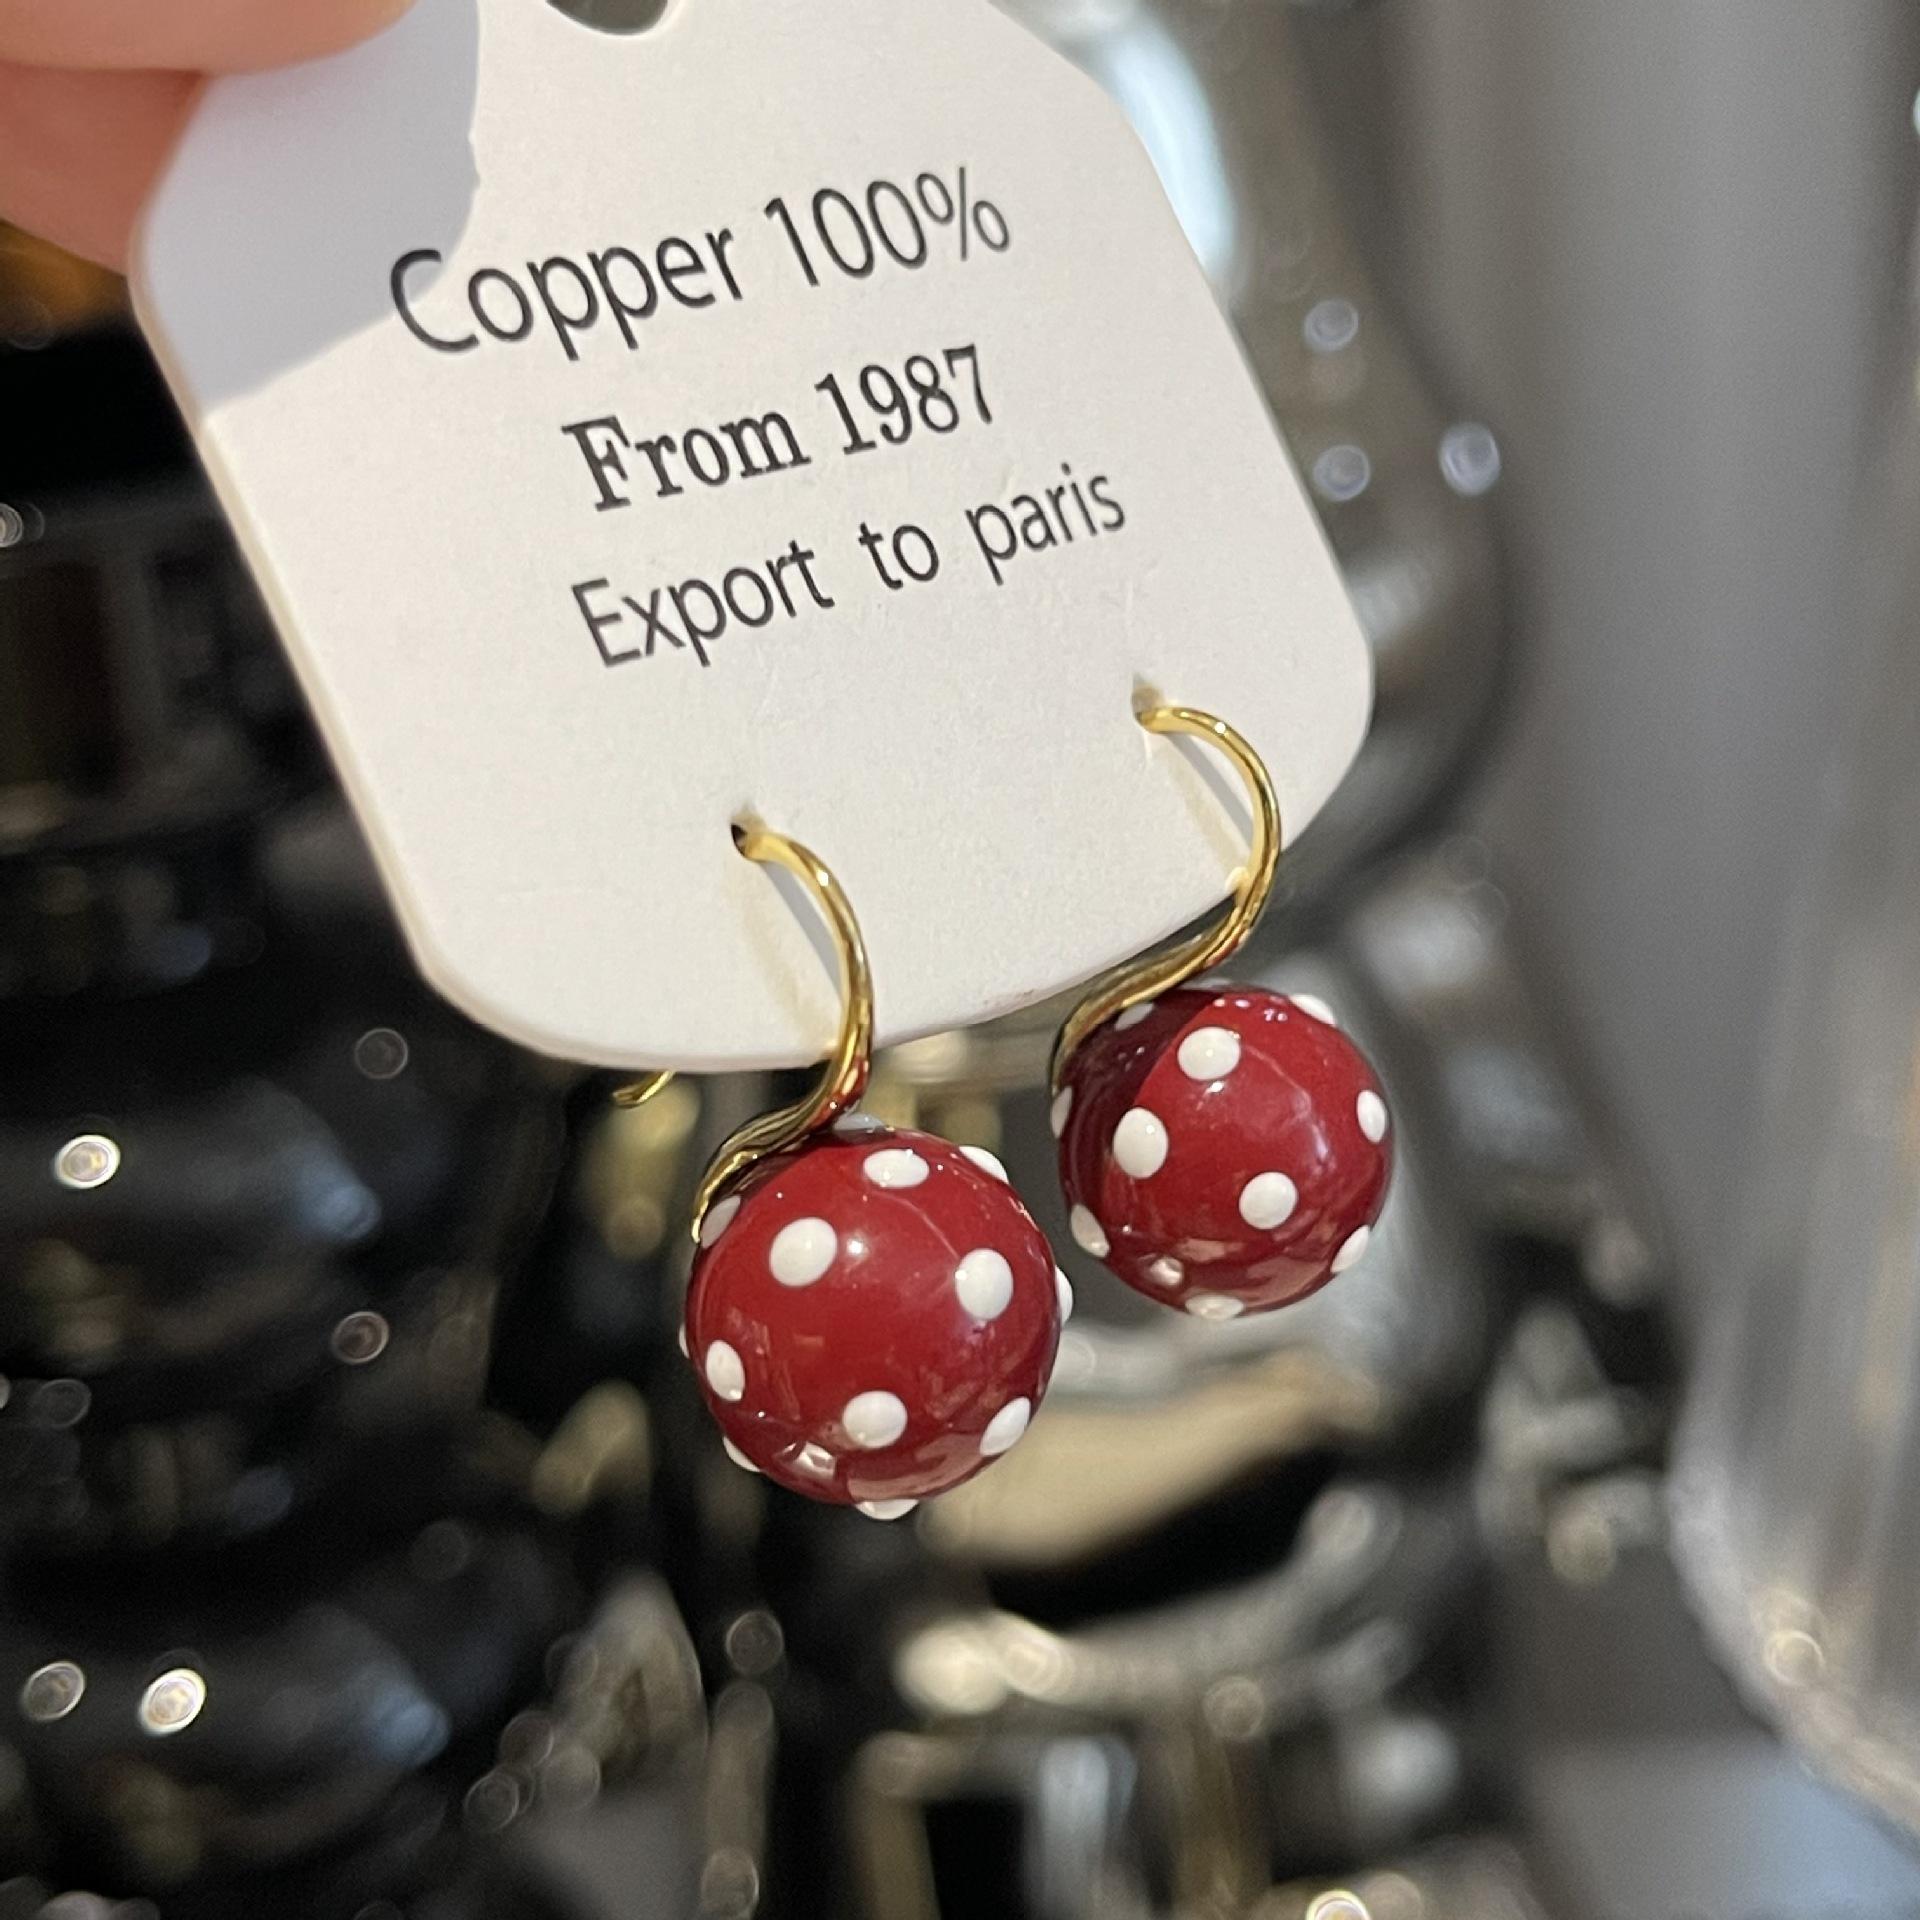 Copper 100%
From 1987
Export to paris